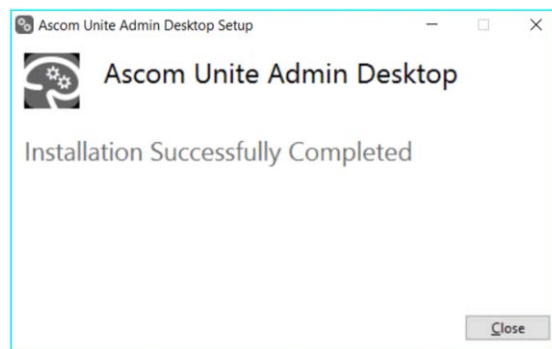 Ascom Unite Admin Desktop Setup
Ascom Unite Admin Desktop
Installation Successfully Completed
Close